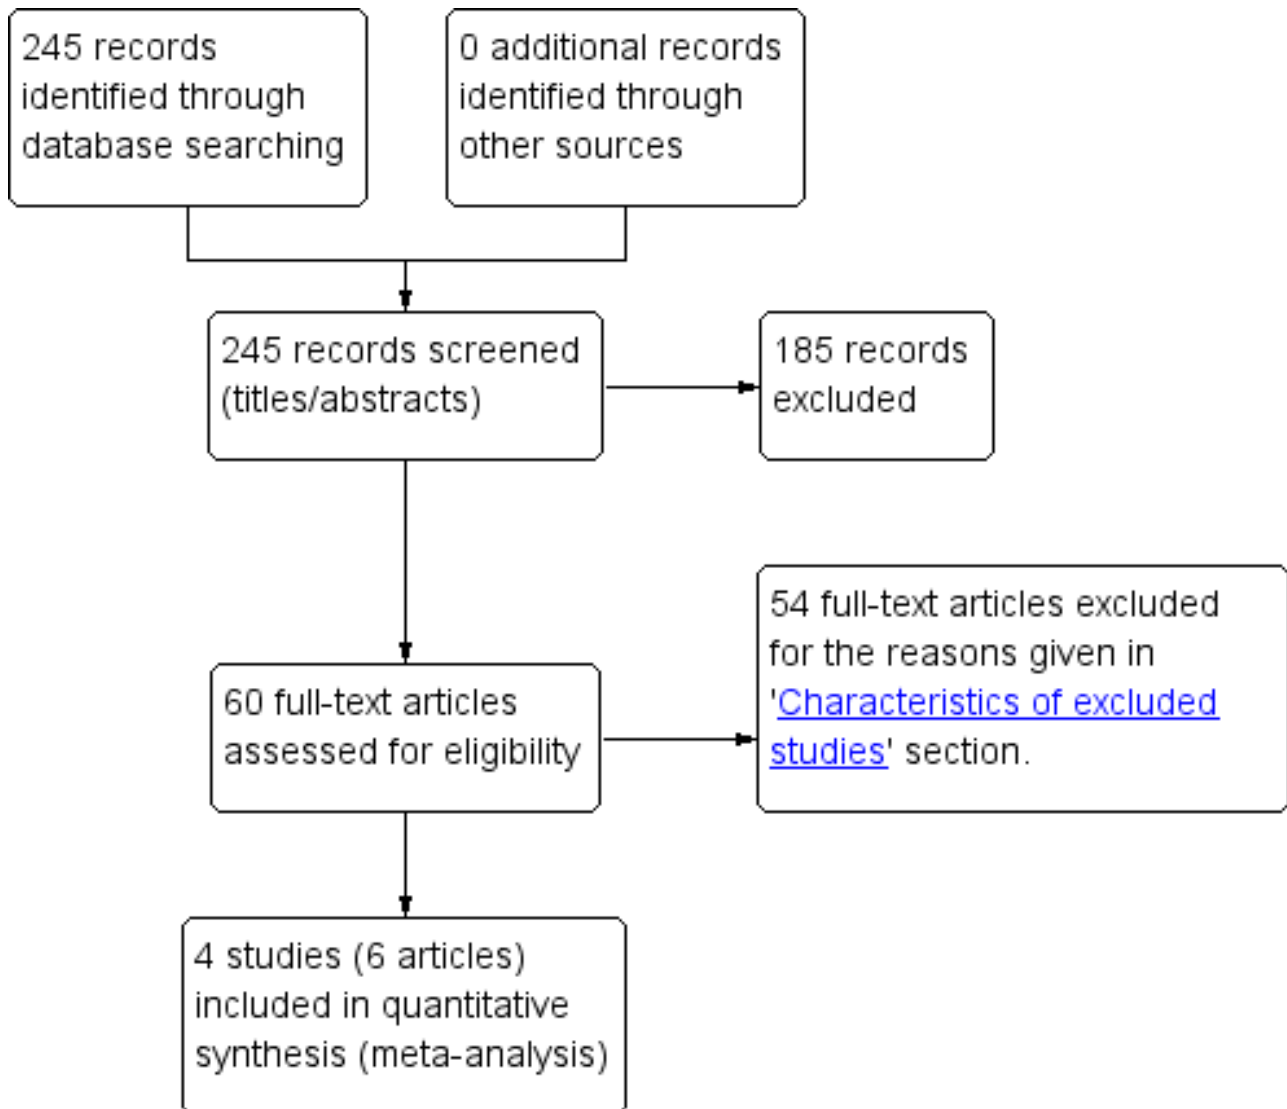 245 records
identified through
database searching
0 additional records
identified through
other sources
245 records screened
(titles/abstracts)
185 records
excluded
60 full-text articles
assessed for eligibility
54 full-text articles excluded
for the reasons given in
'Characteristics of excluded
studies' section.
4 studies (6 articles)
included in quantitative
synthesis (meta-analysis)